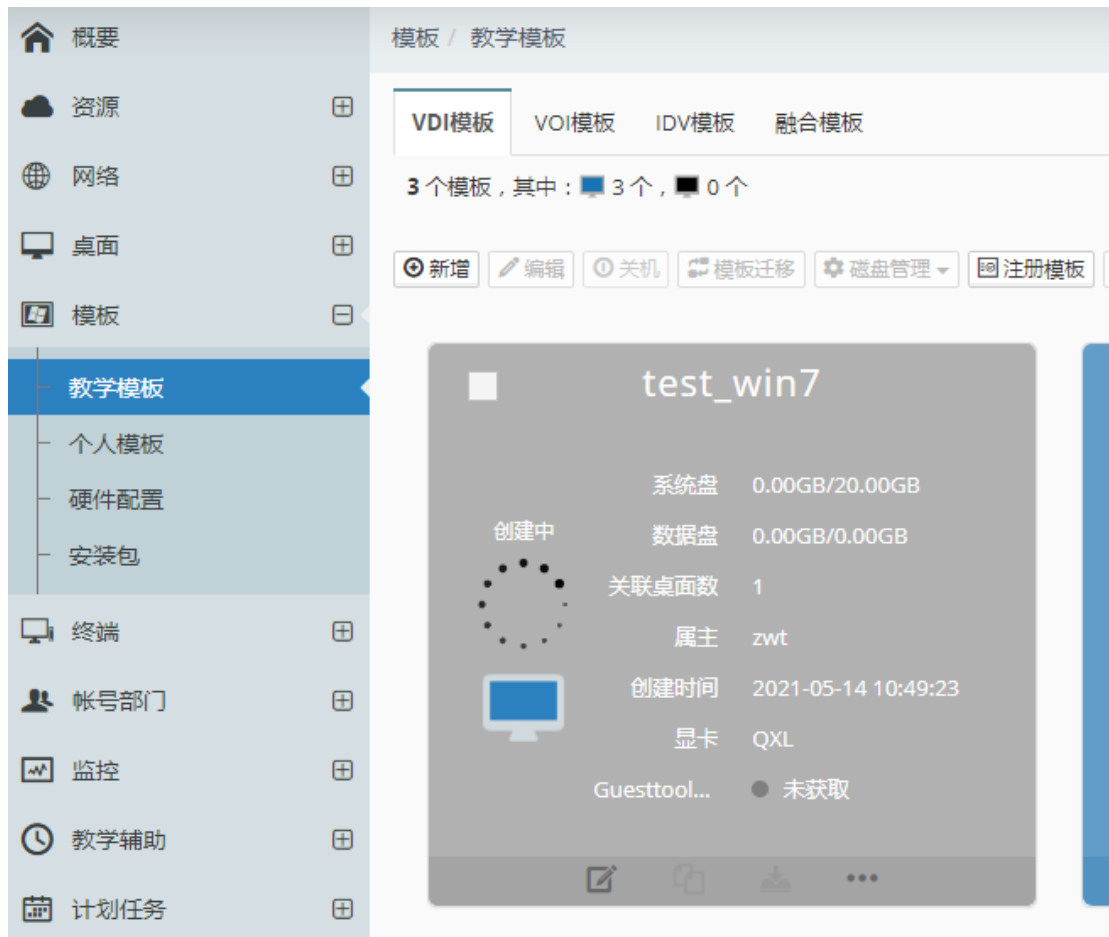 概要
资源
网络
桌面
模板
教学模板
个人模板
硬件配置
安装包
终端
帐号部门
监控
教学辅助
计划任务
模板 / 教学模板
VDI模板 VOI模板 IDV模板 融合模板
3 个模板，其中： 3 个， 0 个
新增 编辑 关机 模板迁移 磁盘管理 注册模板
test_win7
创建中
系统盘 0.00GB/20.00GB
数据盘 0.00GB/0.00GB
关联桌面数 1
属主 zwt
创建时间 2021-05-14 10:49:23
显卡 QXL
Guesttool... 未获取